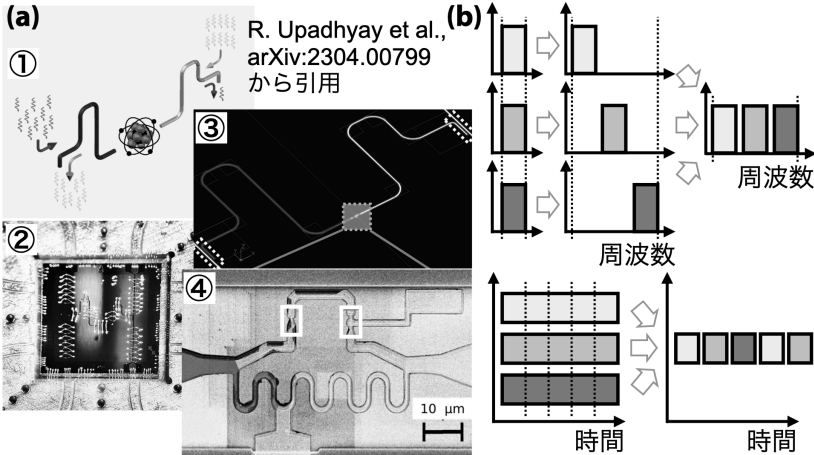 (a)
①
R. Upadhyay et al.,
arXiv:2304.00799
から引用
③
②
④
10 μm
(b)
周波数
周波数
時間
時間